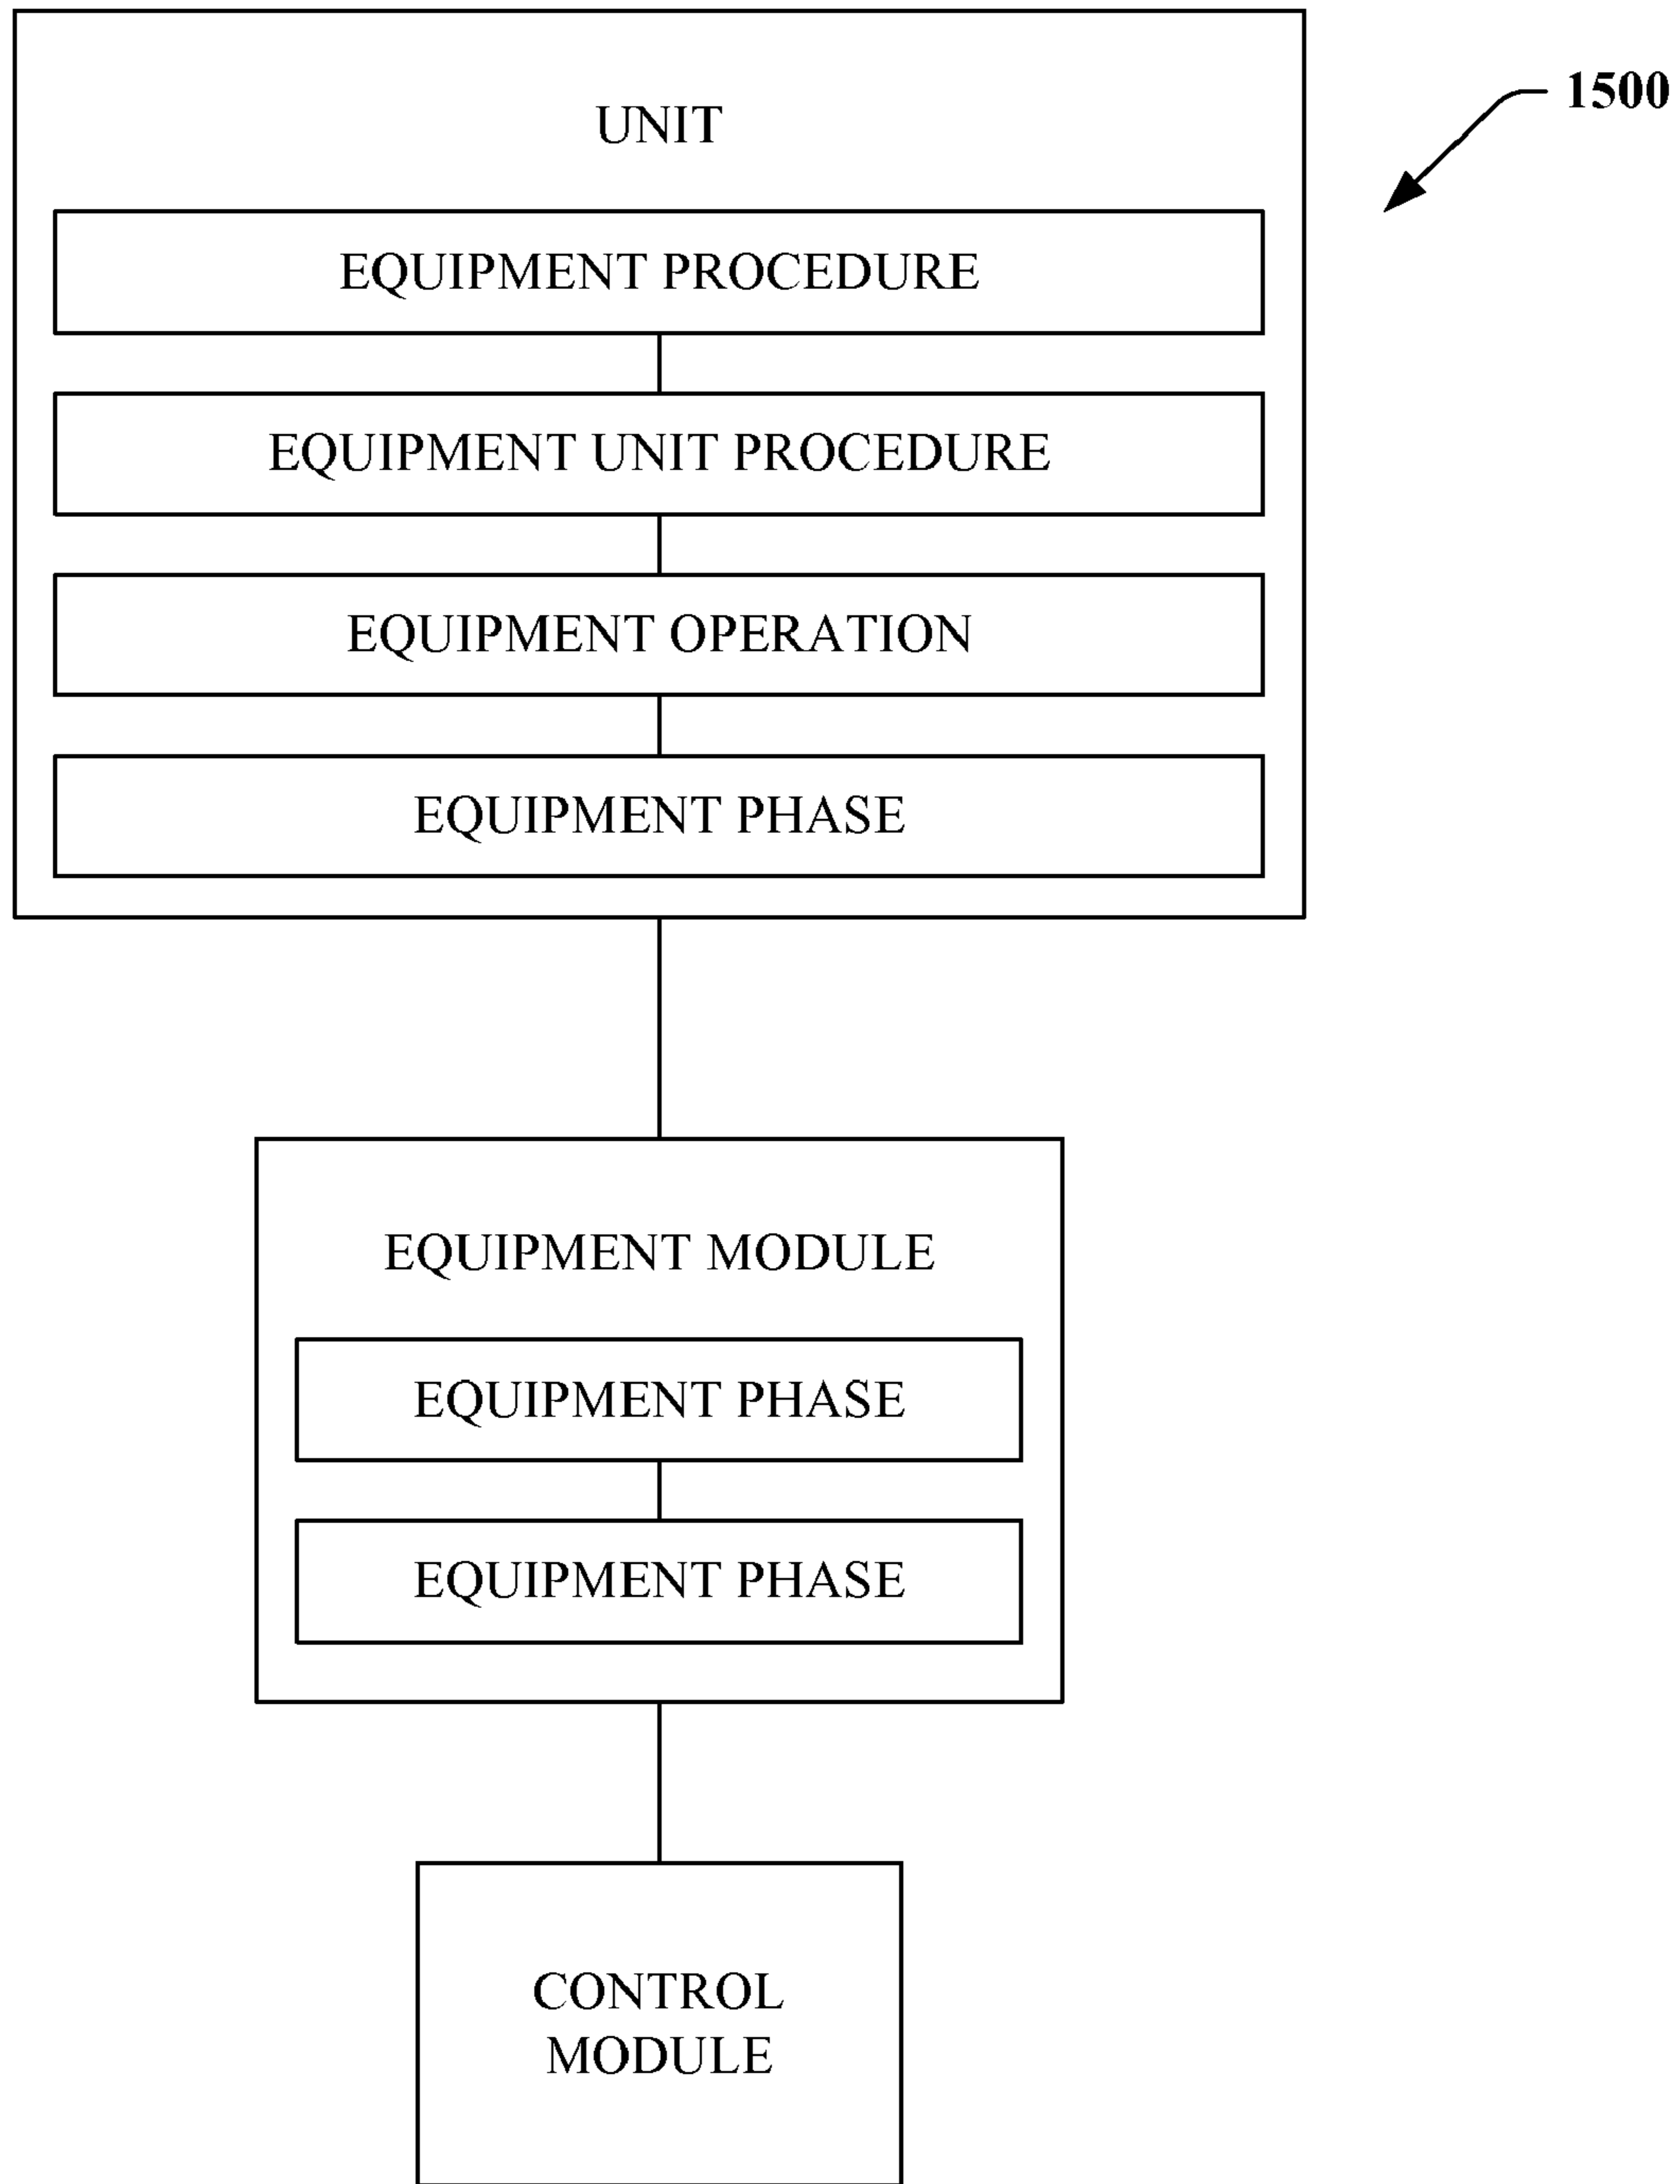 1500
UNIT
EQUIPMENT PROCEDURE
EQUIPMENT UNIT PROCEDURE
EQUIPMENT OPERATION
EQUIPMENT PHASE
EQUIPMENT MODULE
EQUIPMENT PHASE
EQUIPMENT PHASE
CONTROL
MODULE